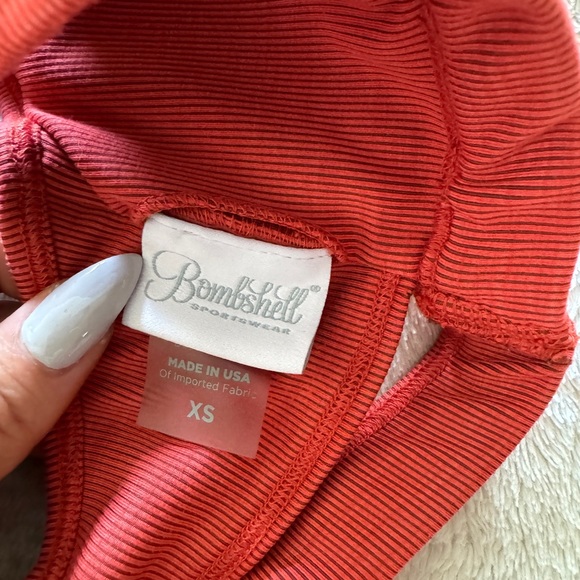 Bombshell®
SPORTSWEAR
MADE IN USA
Of Imported Fabric
XS